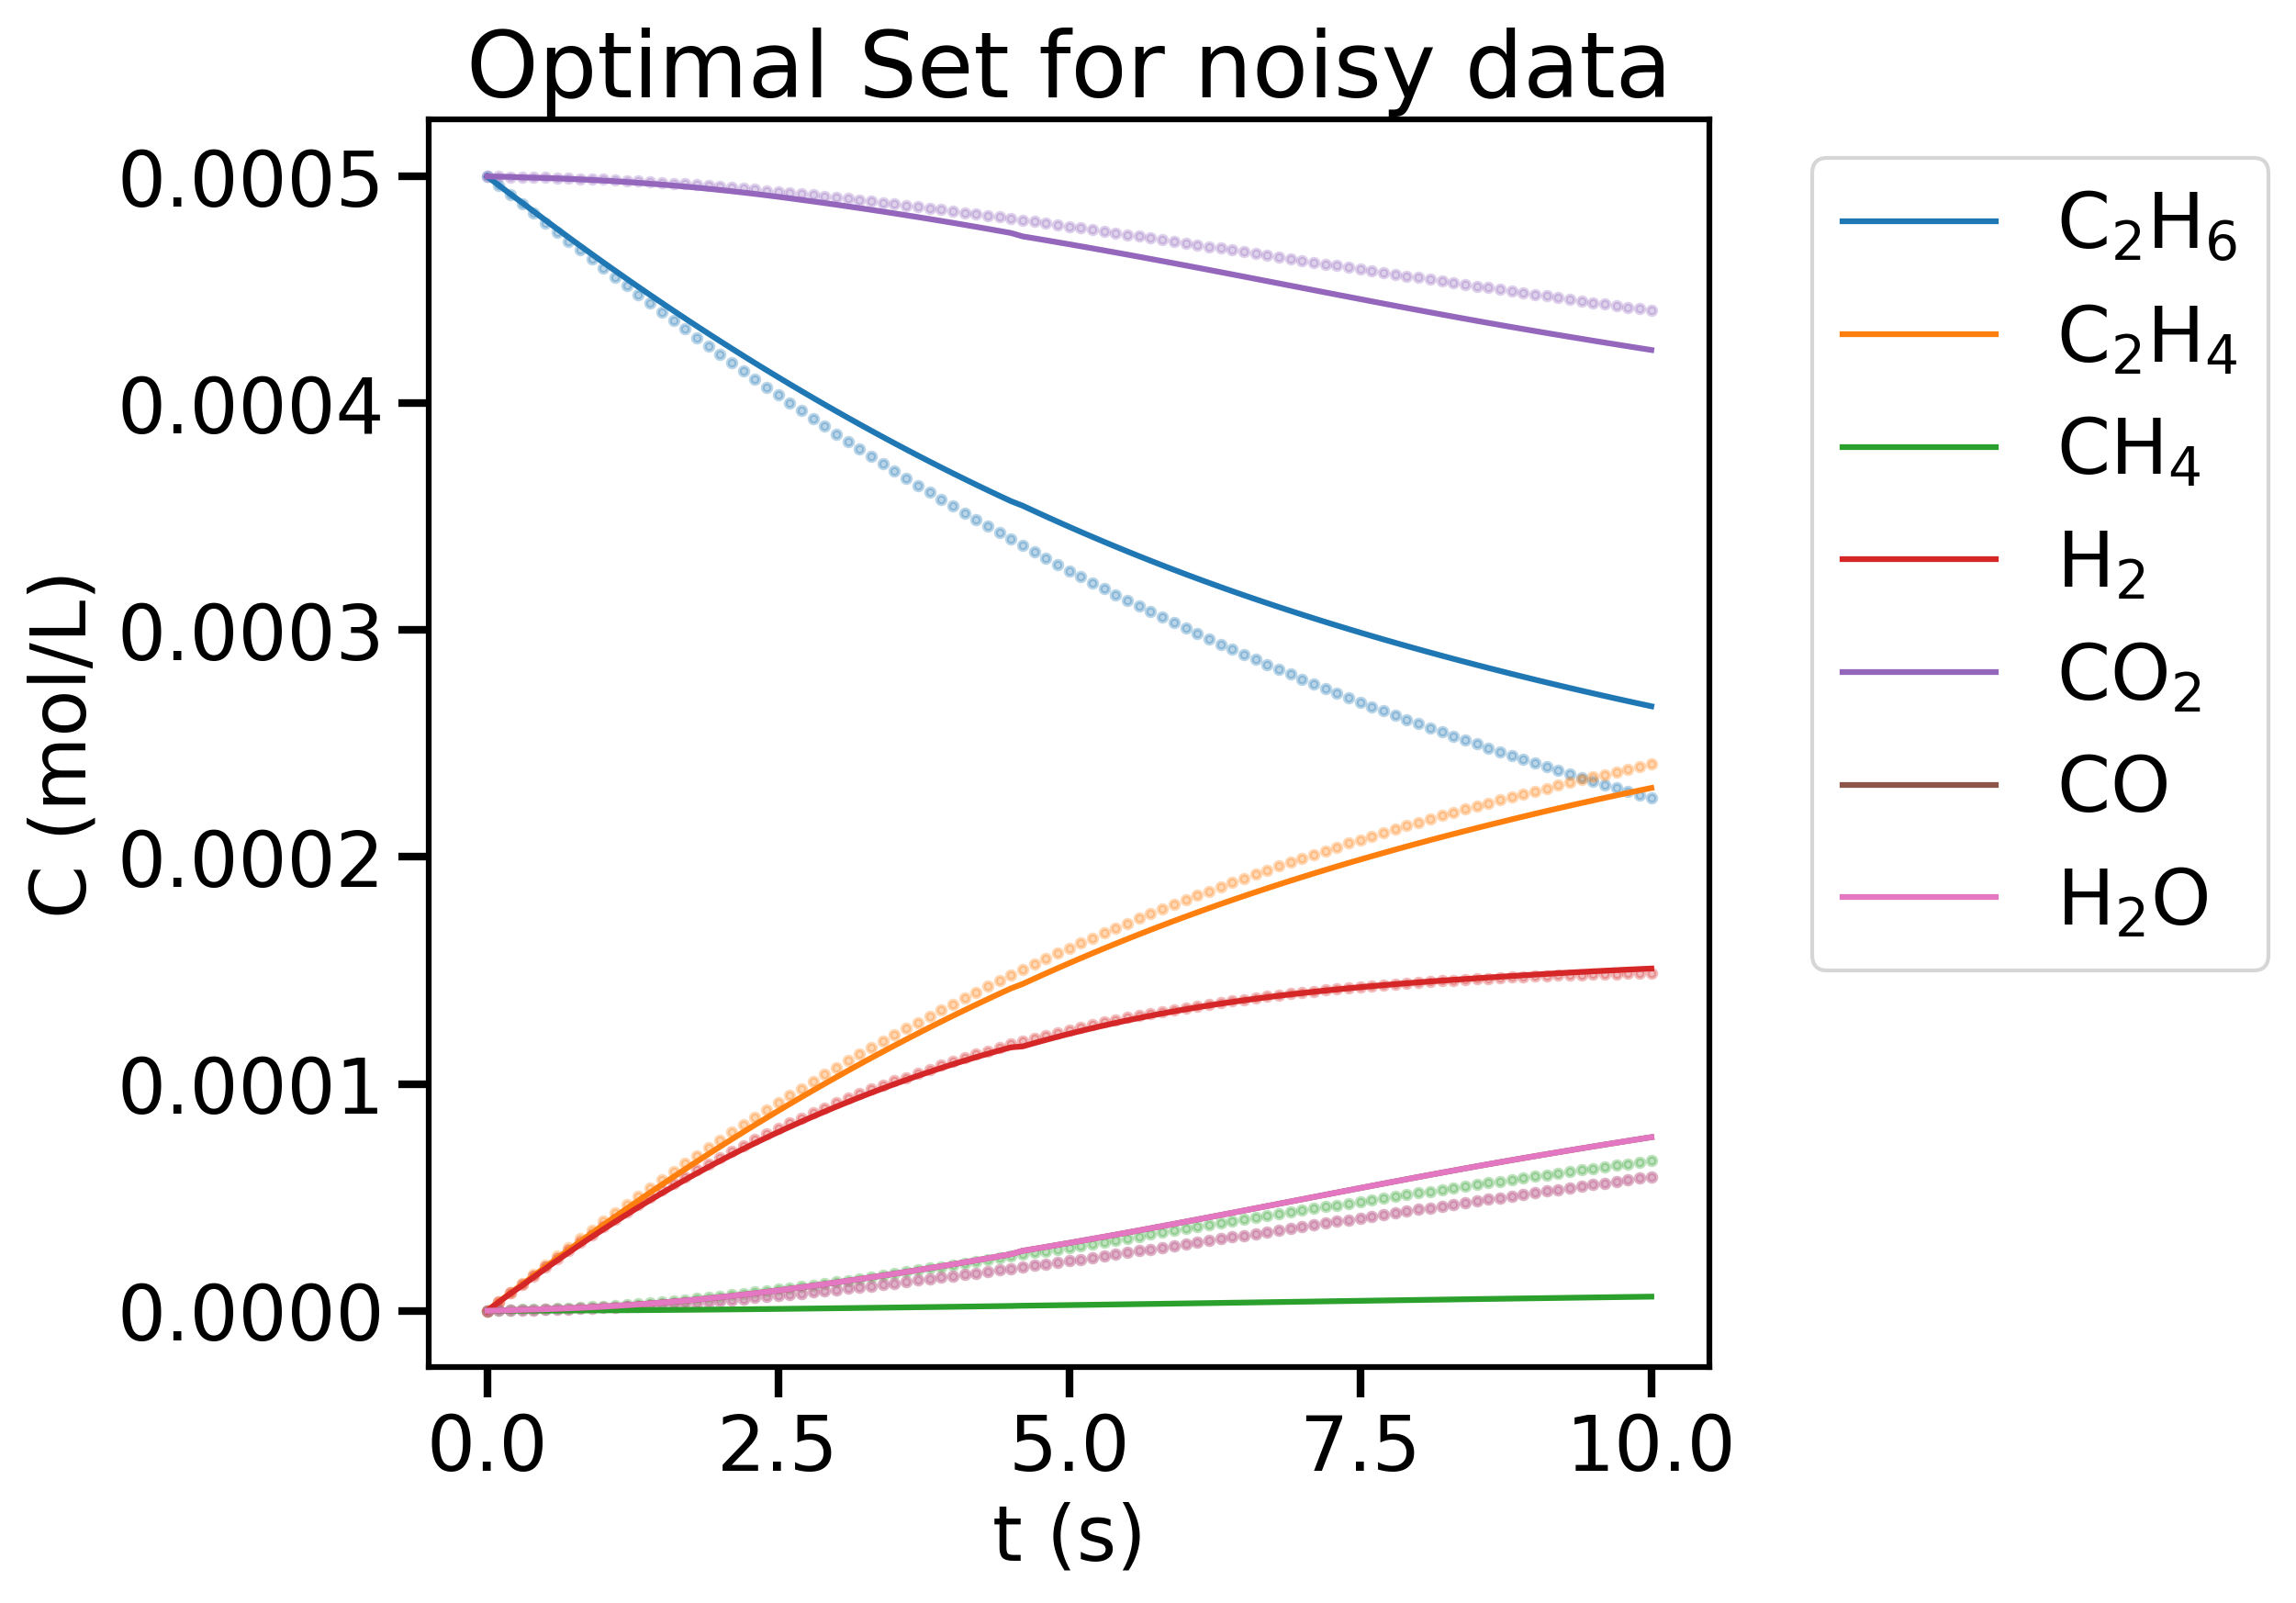 Optimal Set for noisy data
C (mol/L)
0.0005
0.0004
0.0003
0.0002
0.0001
0.0000
0.0 2.5 5.0 7.5 10.0
t (s)
C₂H₆
C₂H₄
CH₄
H₂
CO₂
CO
H₂O